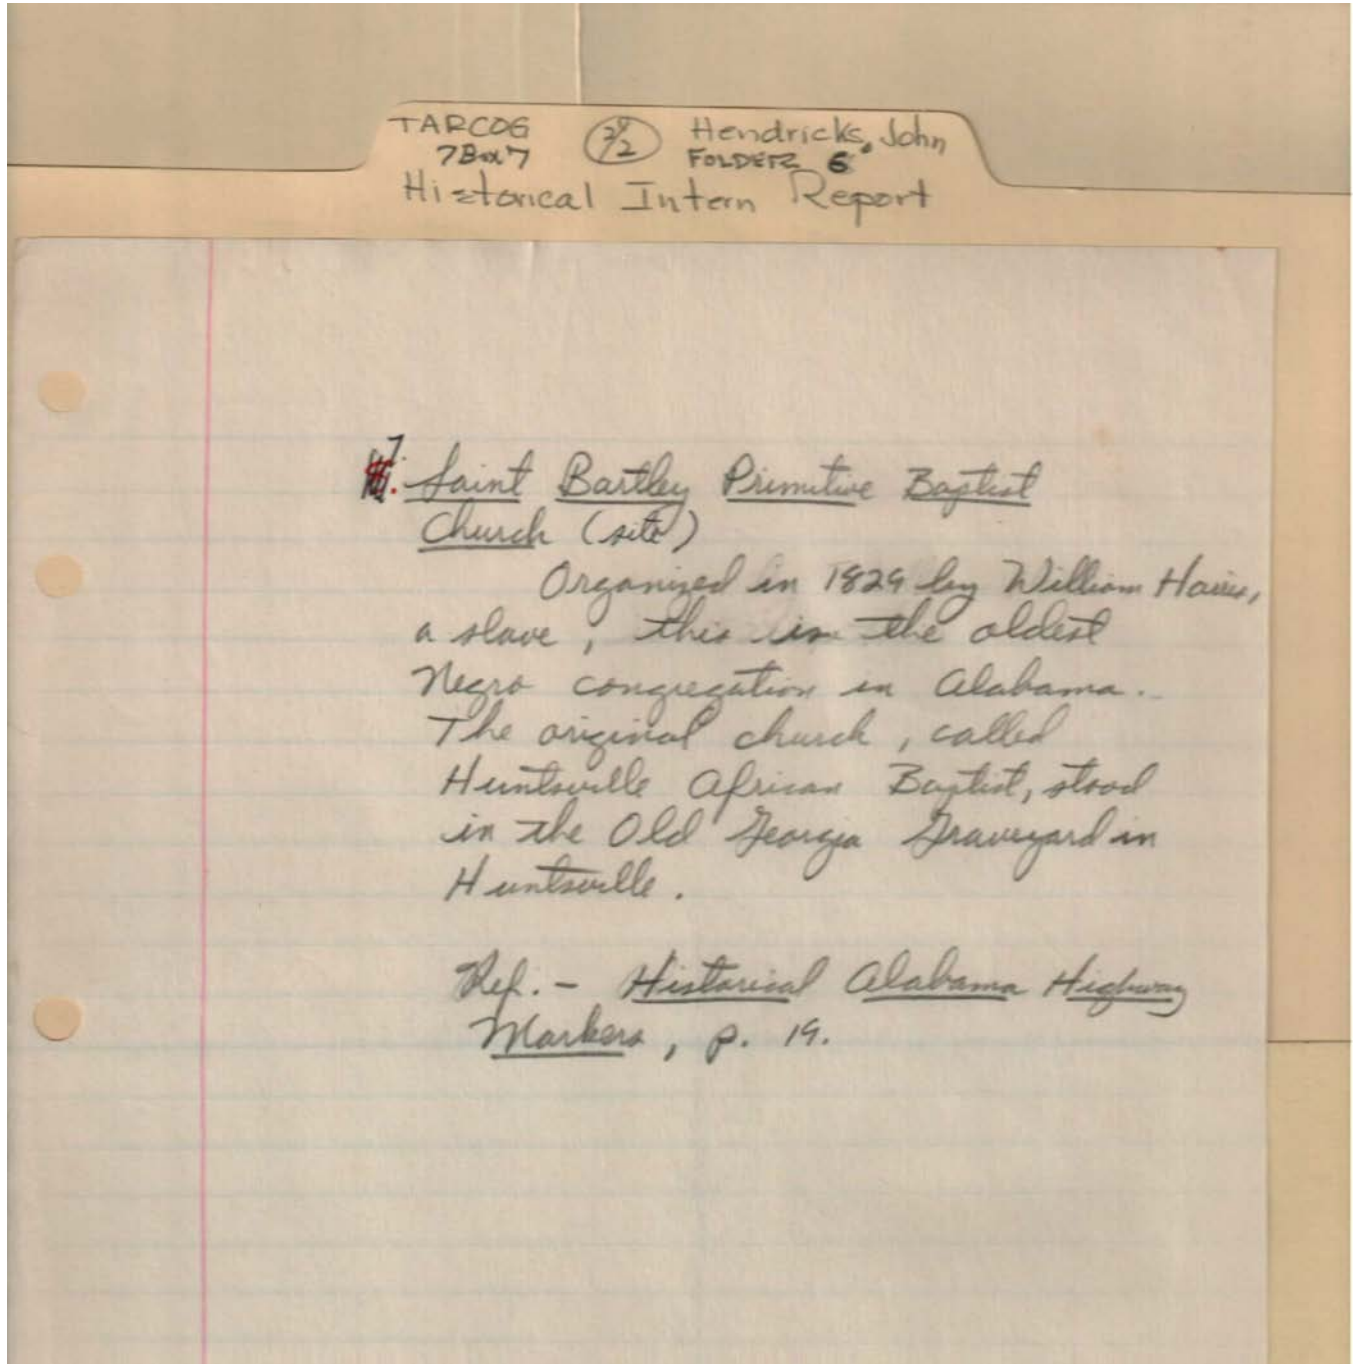 TARCOG 2/2 Hendricks, John
7Box7 FOLDER 6
Historical Intern Report
7.
Saint Bartley Primitive Baptist
Church (site)
Organized in 1829 by William Harris,
a slave, this is the oldest
Negro congregation in Alabama.
The original church, called
Huntsville African Baptist, stood
in the Old Georgia Graveyard in
Huntsville.
Ref. - Historical Alabama Highway
Markers, p. 19.